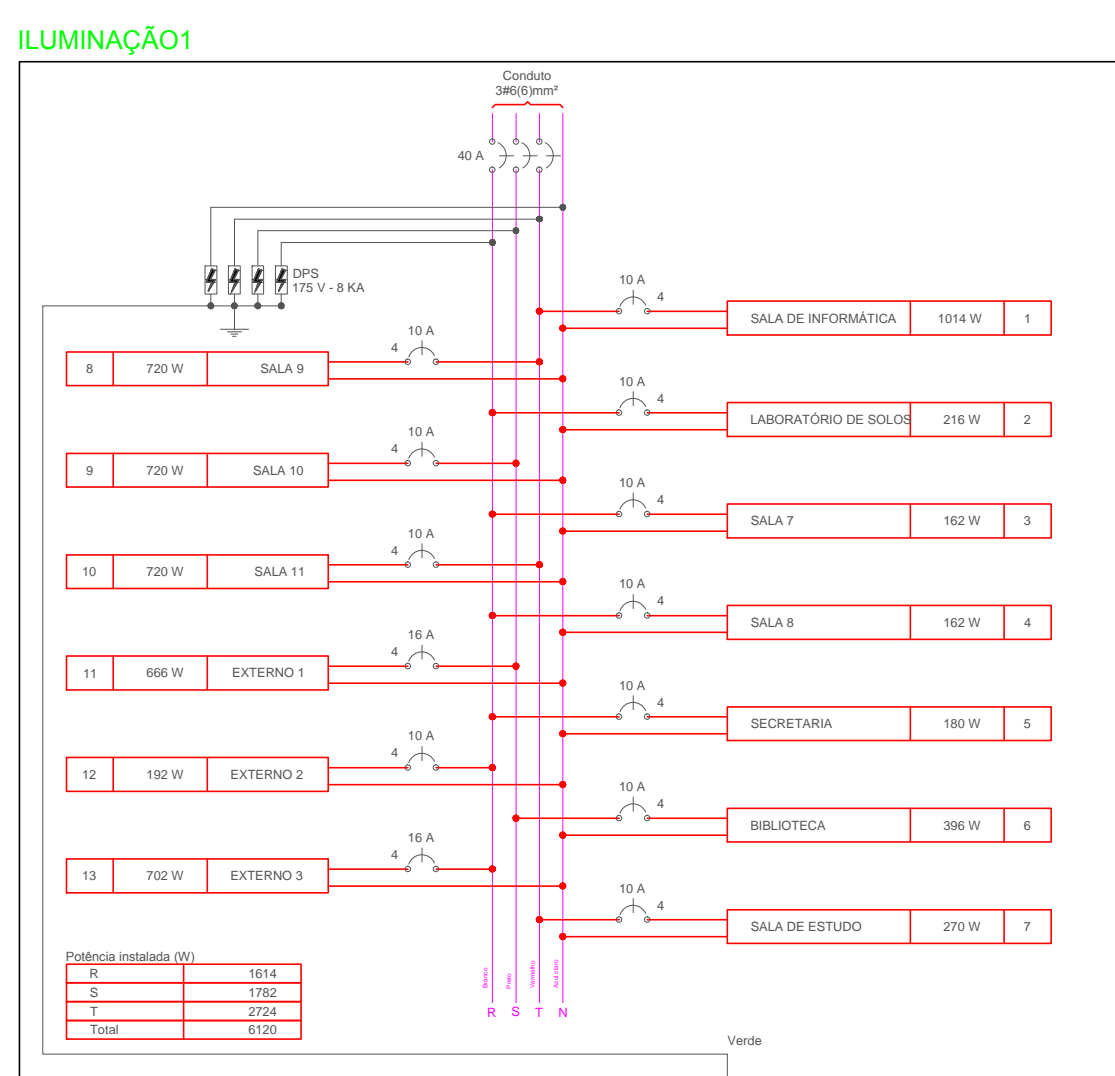 ILUMINAÇÃO1
Conduto
3#6(6)mm²
40 A
DPS
175 V - 8 KA
10 A
4
SALA DE INFORMÁTICA 1014 W 1
10 A
4
8 720 W SALA 9
10 A
4
LABORATÓRIO DE SOLOS 216 W 2
10 A
4
9 720 W SALA 10
10 A
4
SALA 7 162 W 3
10 A
4
10 720 W SALA 11
10 A
4
SALA 8 162 W 4
16 A
4
11 666 W EXTERNO 1
10 A
4
SECRETARIA 180 W 5
10 A
4
12 192 W EXTERNO 2
10 A
4
BIBLIOTECA 396 W 6
16 A
4
13 702 W EXTERNO 3
10 A
4
SALA DE ESTUDO 270 W 7
Potência instalada (W)
R 1614
S 1782
T 2724
Total 6120
Branco
Preto
Vermelho
Azul claro
R S T N
Verde